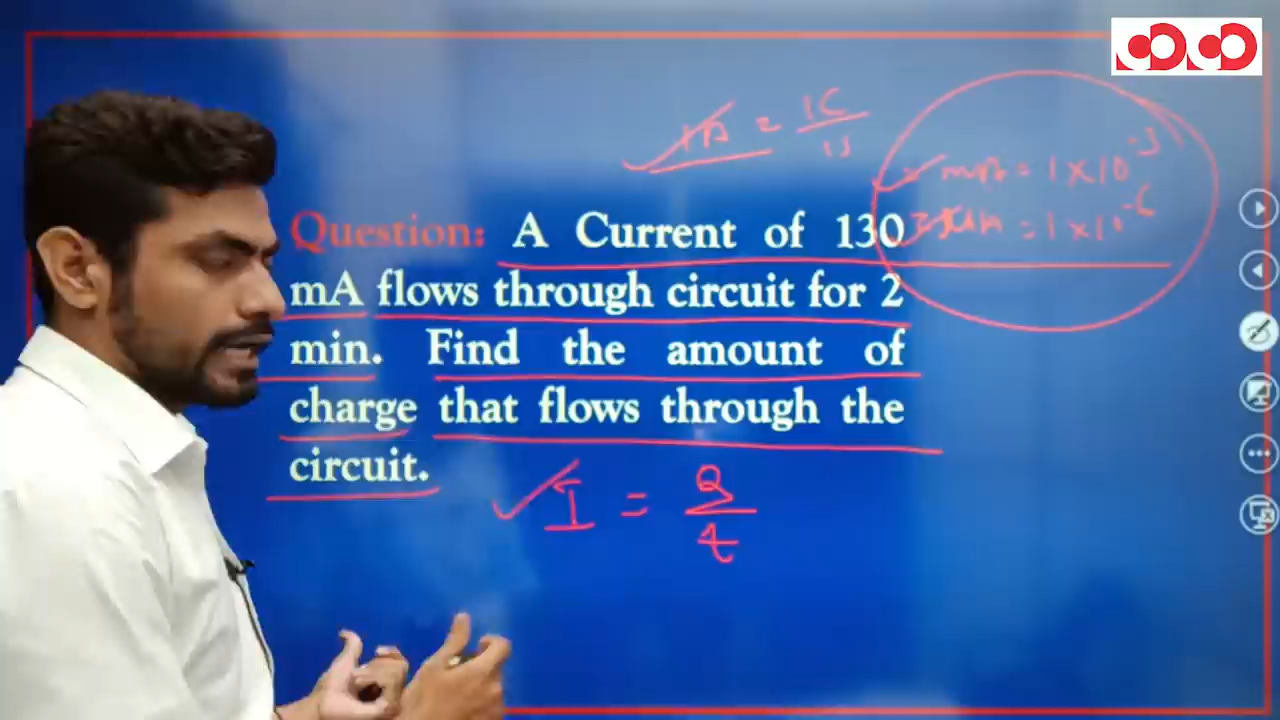 1A = 1C
1s
mA = 1 × 10⁻³
= 1 × 10⁻⁶
Question: A Current of 130
mA flows through circuit for 2
min. Find the amount of
charge that flows through the
circuit.
I = Q
t